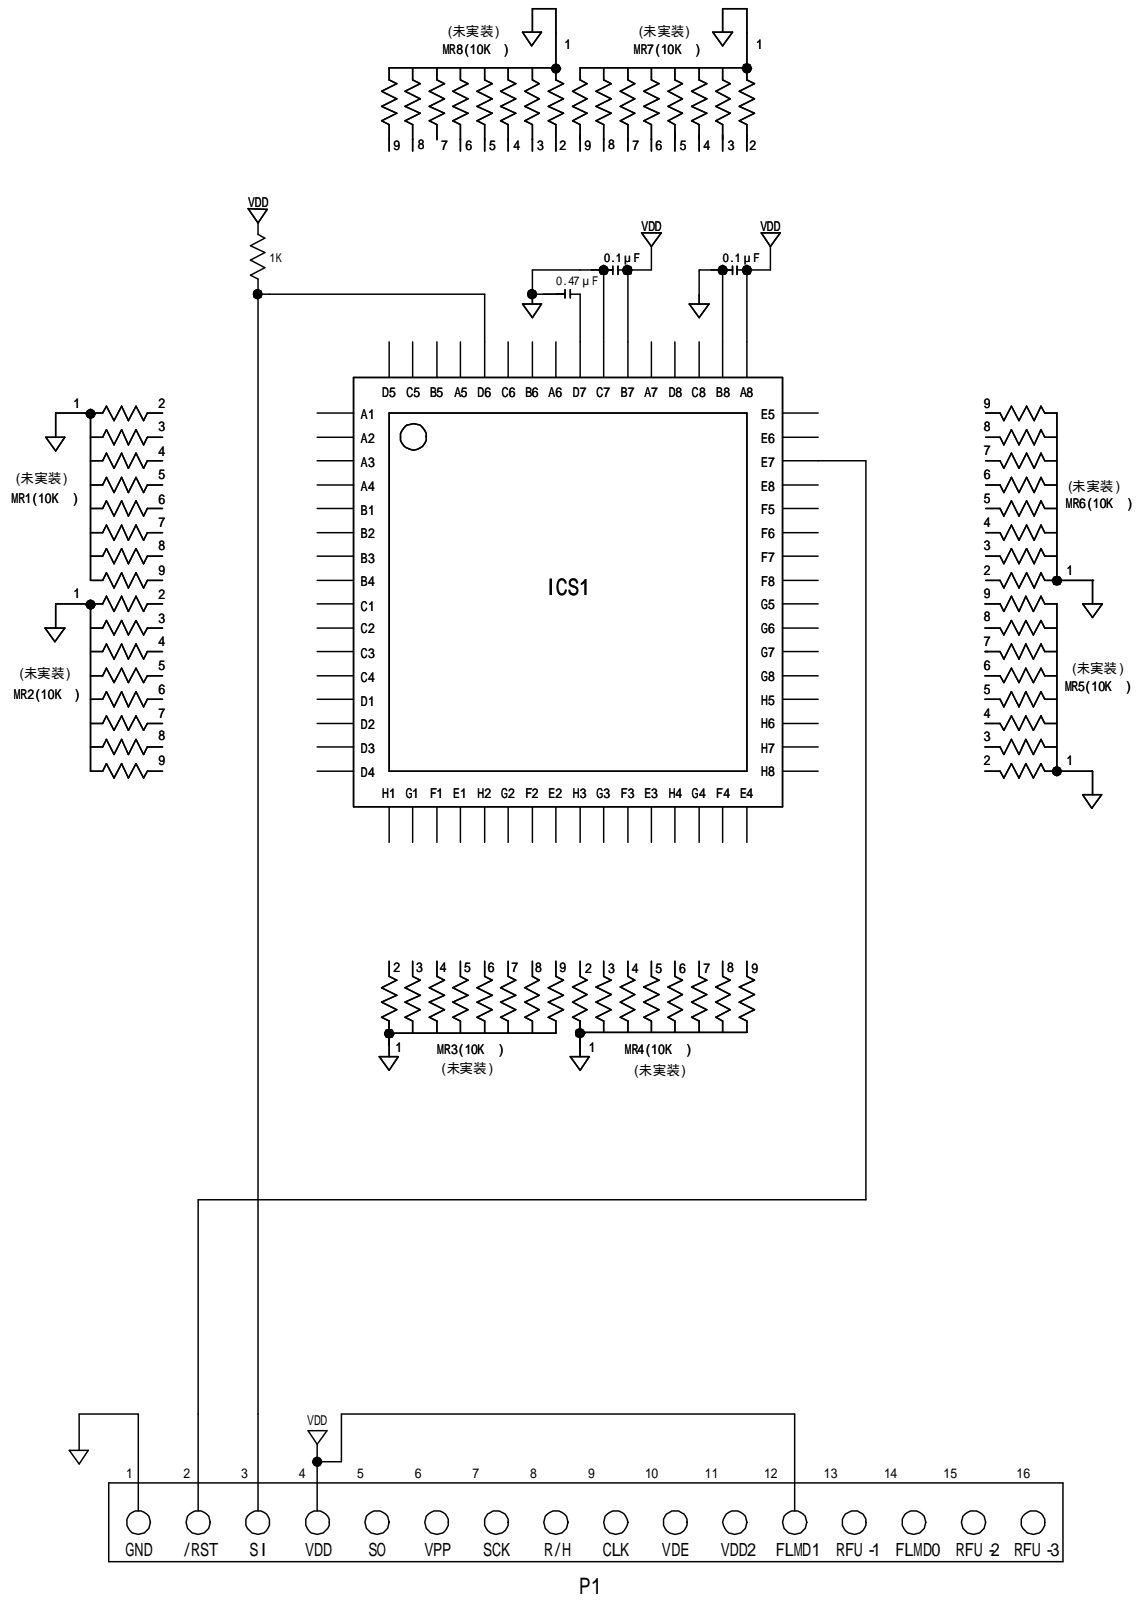 (未実装) (未実装)
MR8(10K ) 1 MR7(10K ) 1
9 8 7 6 5 4 3 2 9 8 7 6 5 4 3 2
VDD
1K
VDD VDD
0.1μF 0.1μF
0.47μF
D5 C5 B5 A5 D6 C6 B6 A6 D7 C7 B7 A7 D8 C8 B8 A8
1 2
3
4
5
6
7
8
9
(未実装)
MR1(10K )
1 2
3
4
5
6
7
8
9
(未実装)
MR2(10K )
A1
A2
A3
A4
B1
B2
B3
B4
C1
C2
C3
C4
D1
D2
D3
D4
ICS1
E5
E6
E7
E8
F5
F6
F7
F8
G5
G6
G7
G8
H5
H6
H7
H8
9
8
7
6
5
4
3
2 1
(未実装)
MR6(10K )
9
8
7
6
5
4
3
2 1
(未実装)
MR5(10K )
H1 G1 F1 E1 H2 G2 F2 E2 H3 G3 F3 E3 H4 G4 F4 E4
2 3 4 5 6 7 8 9 2 3 4 5 6 7 8 9
1 MR3(10K ) 1 MR4(10K )
(未実装) (未実装)
VDD
1 2 3 4 5 6 7 8 9 10 11 12 13 14 15 16
GND /RST SI VDD SO VPP SCK R/H CLK VDE VDD2 FLMD1 RFU-1 FLMD0 RFU-2 RFU-3
P1